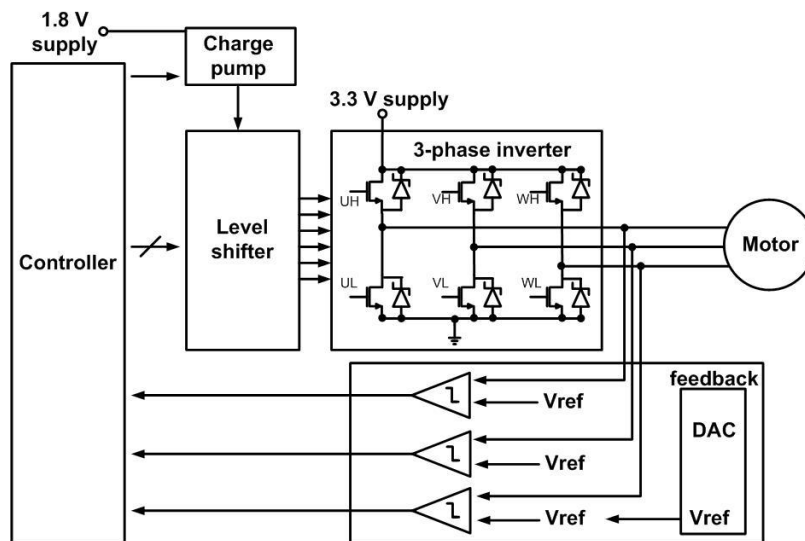 1.8 V
supply
Charge
pump
3.3 V supply
3-phase inverter
UH
VH
WH
Level
shifter
Controller
Motor
UL
VL
WL
feedback
Vref
DAC
Vref
Vref
Vref